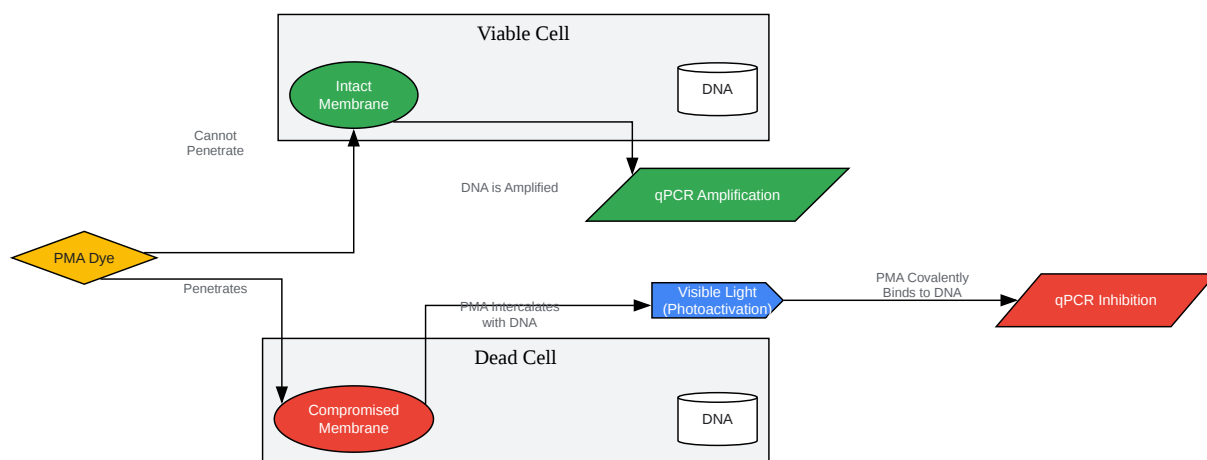 Viable Cell
Intact
Membrane
DNA
Cannot
Penetrate
DNA is Amplified
qPCR Amplification
PMA Dye
Penetrates
PMA Intercalates
with DNA
Visible Light
(Photoactivation)
PMA Covalently
Binds to DNA
qPCR Inhibition
Dead Cell
Compromised
Membrane
DNA